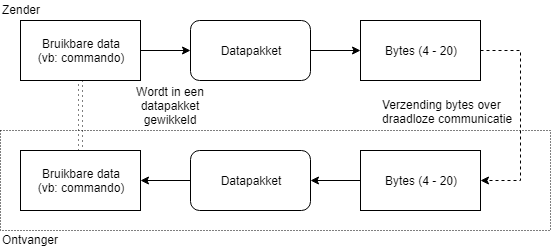 Zender
Bruikbare data
(vb: commando)
Datapakket
Bytes (4 - 20)
Wordt in een
datapakket
gewikkeld
Verzending bytes over
draadloze communicatie
Bruikbare data
(vb: commando)
Datapakket
Bytes (4 - 20)
Ontvanger